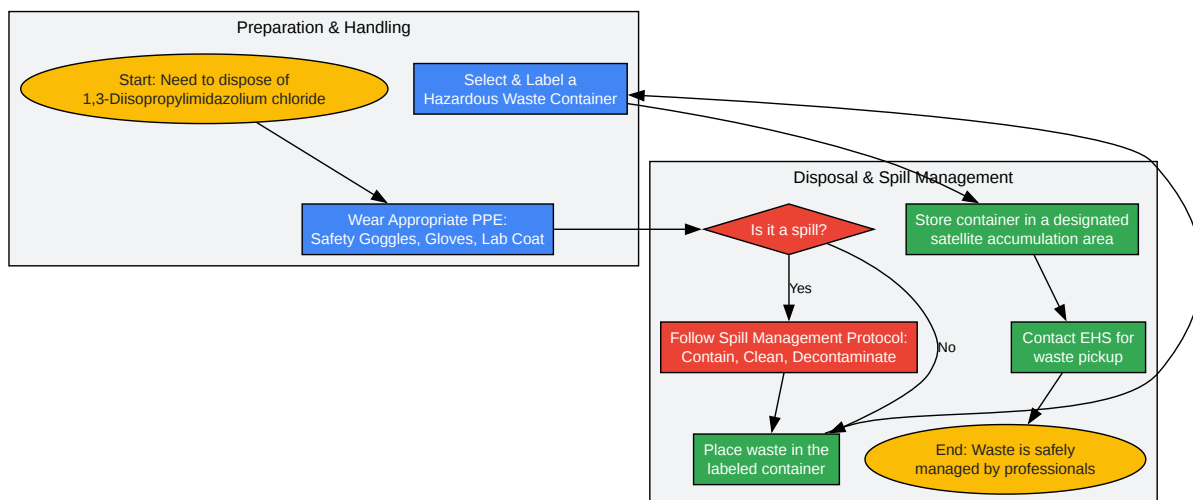 Preparation & Handling
Start: Need to dispose of
1,3-Diisopropylimidazolium chloride
Select & Label a
Hazardous Waste Container
Wear Appropriate PPE:
Safety Goggles, Gloves, Lab Coat
Disposal & Spill Management
Is it a spill?
Store container in a designated
satellite accumulation area
Yes
Follow Spill Management Protocol:
Contain, Clean, Decontaminate
No
Contact EHS for
waste pickup
Place waste in the
labeled container
End: Waste is safely
managed by professionals